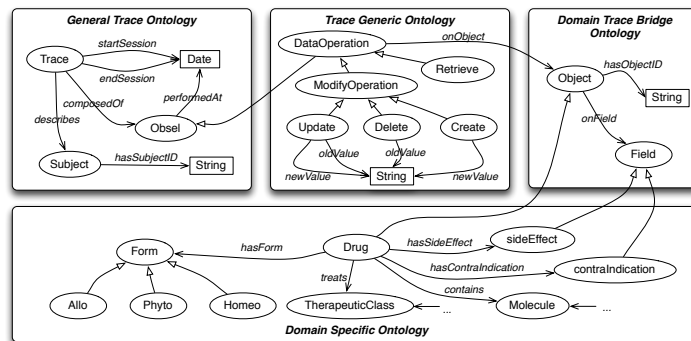 General Trace Ontology
Trace
startSession
endSession
Date
composedOf
performedAt
describes
Obsel
Subject
hasSubjectID
String
Trace Generic Ontology
DataOperation
onObject
Retrieve
ModifyOperation
Update
Delete
Create
oldValue
oldValue
newValue
String
newValue
Domain Trace Bridge
Ontology
Object
hasObjectID
String
onField
Field
Form
hasForm
Drug
hasSideEffect
sideEffect
hasContraIndication
contraIndication
treats
contains
Allo
Phyto
Homeo
TherapeuticClass
...
Molecule
...
Domain Specific Ontology